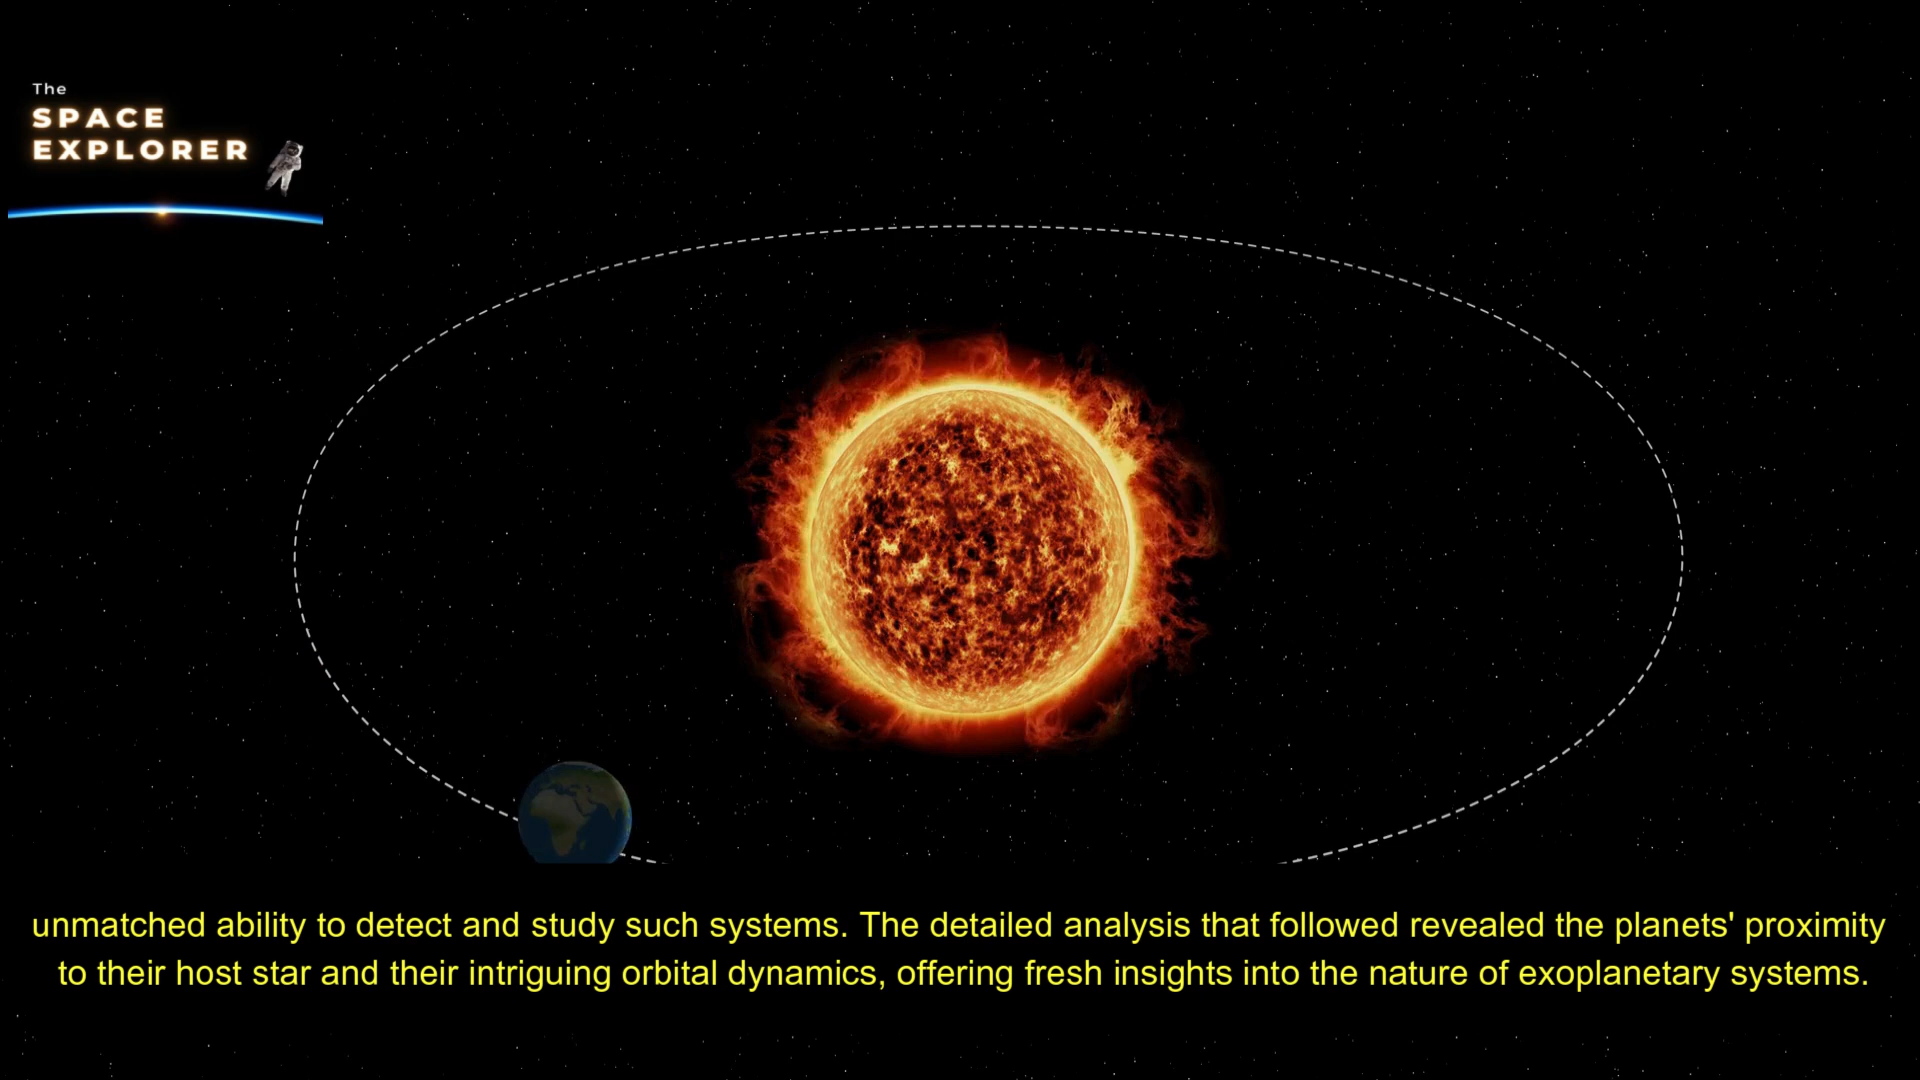 The
SPACE
EXPLORER
unmatched ability to detect and study such systems. The detailed analysis that followed revealed the planets' proximity
to their host star and their intriguing orbital dynamics, offering fresh insights into the nature of exoplanetary systems.